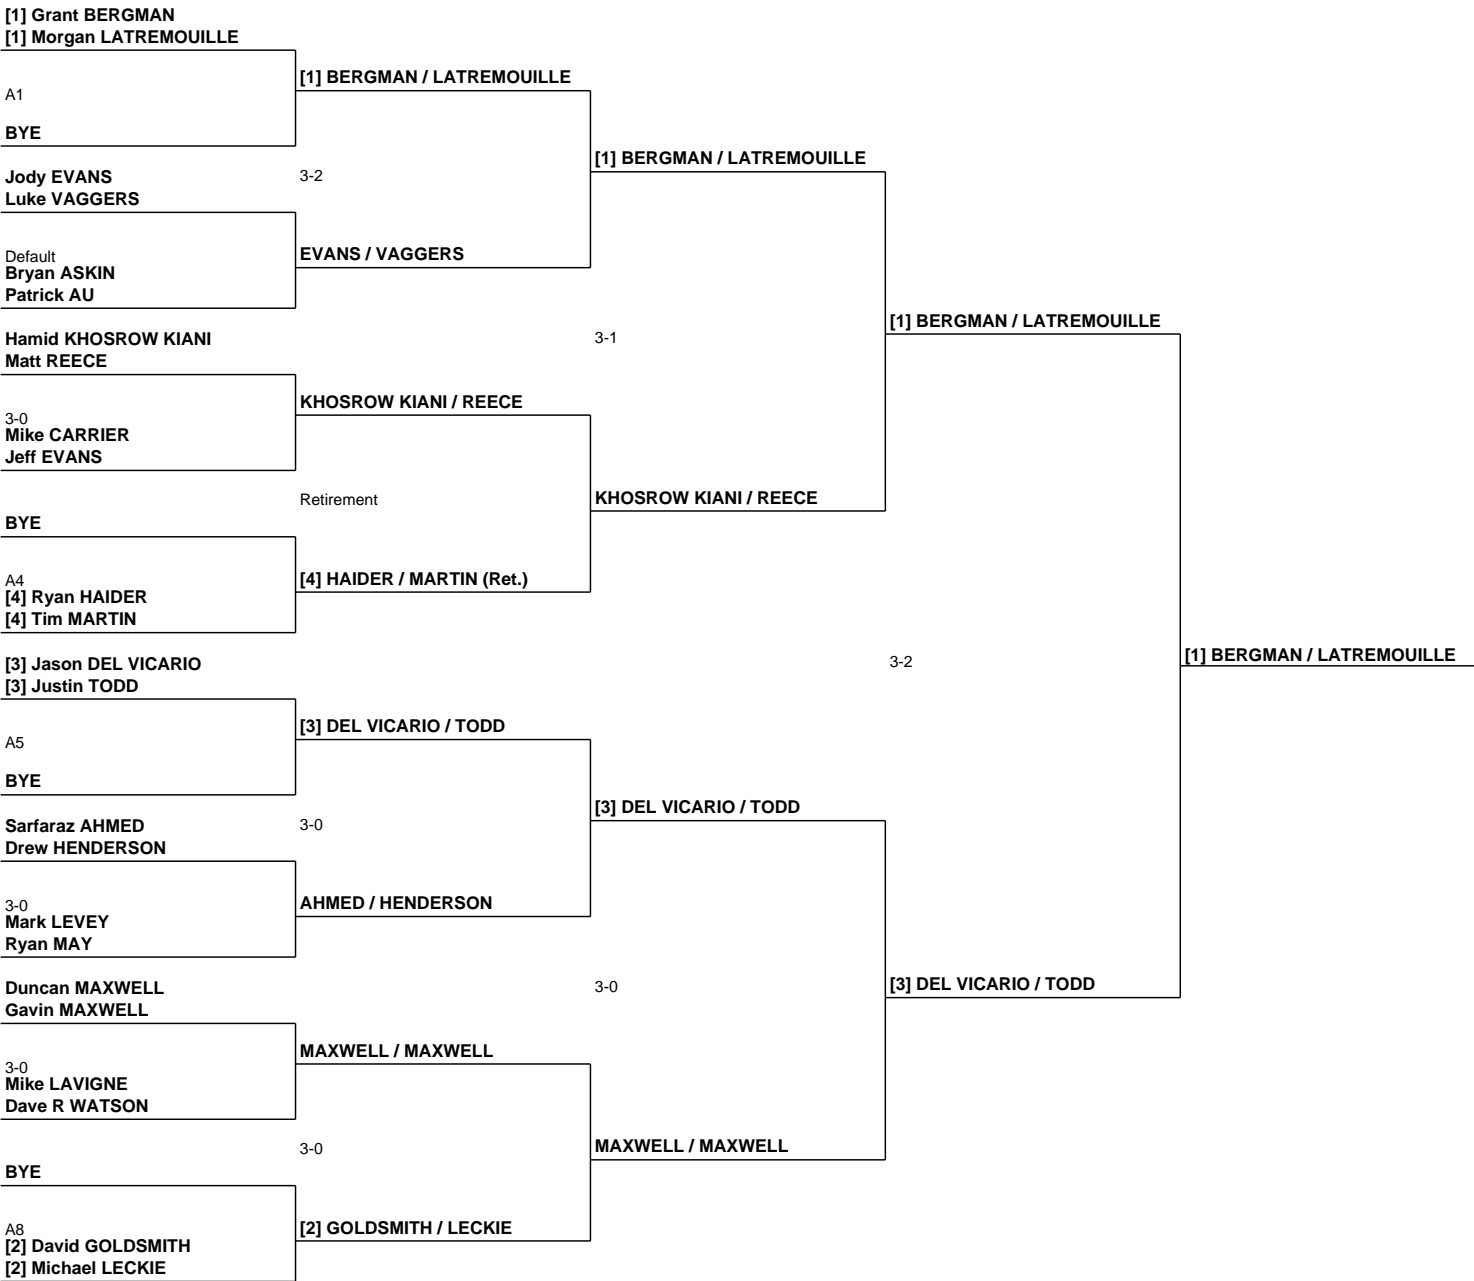 [1] Grant BERGMAN
[1] Morgan LATREMOUILLE
[1] BERGMAN / LATREMOUILLE
A1
BYE
[1] BERGMAN / LATREMOUILLE
Jody EVANS
3-2
Luke VAGGERS
Default
EVANS / VAGGERS
Bryan ASKIN
Patrick AU
[1] BERGMAN / LATREMOUILLE
Hamid KHOSROW KIANI
3-1
Matt REECE
KHOSROW KIANI / REECE
3-0
Mike CARRIER
Jeff EVANS
Retirement
KHOSROW KIANI / REECE
BYE
A4
[4] HAIDER / MARTIN (Ret.)
[4] Ryan HAIDER
[4] Tim MARTIN
[3] Jason DEL VICARIO
3-2
[1] BERGMAN / LATREMOUILLE
[3] Justin TODD
[3] DEL VICARIO / TODD
A5
BYE
[3] DEL VICARIO / TODD
Sarfaraz AHMED
3-0
Drew HENDERSON
3-0
AHMED / HENDERSON
Mark LEVEY
Ryan MAY
Duncan MAXWELL
3-0
[3] DEL VICARIO / TODD
Gavin MAXWELL
MAXWELL / MAXWELL
3-0
Mike LAVIGNE
Dave R WATSON
3-0
MAXWELL / MAXWELL
BYE
A8
[2] GOLDSMITH / LECKIE
[2] David GOLDSMITH
[2] Michael LECKIE